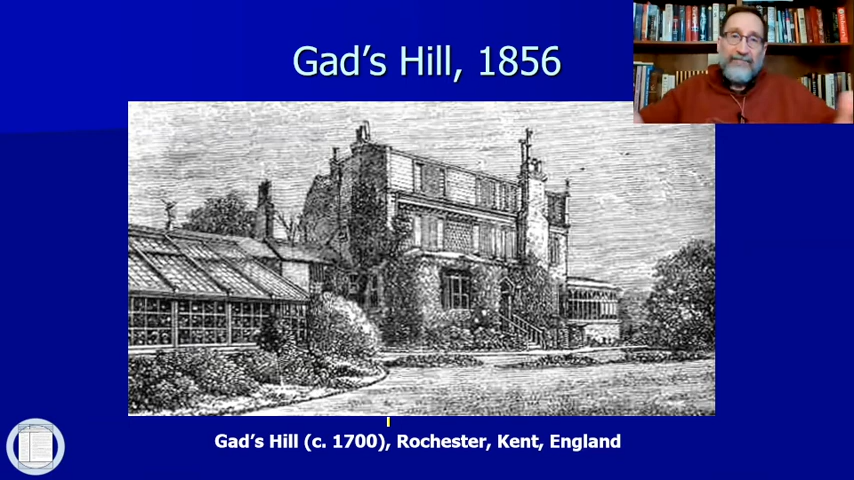 Gad's Hill, 1856
Gad's Hill (c. 1700), Rochester, Kent, England